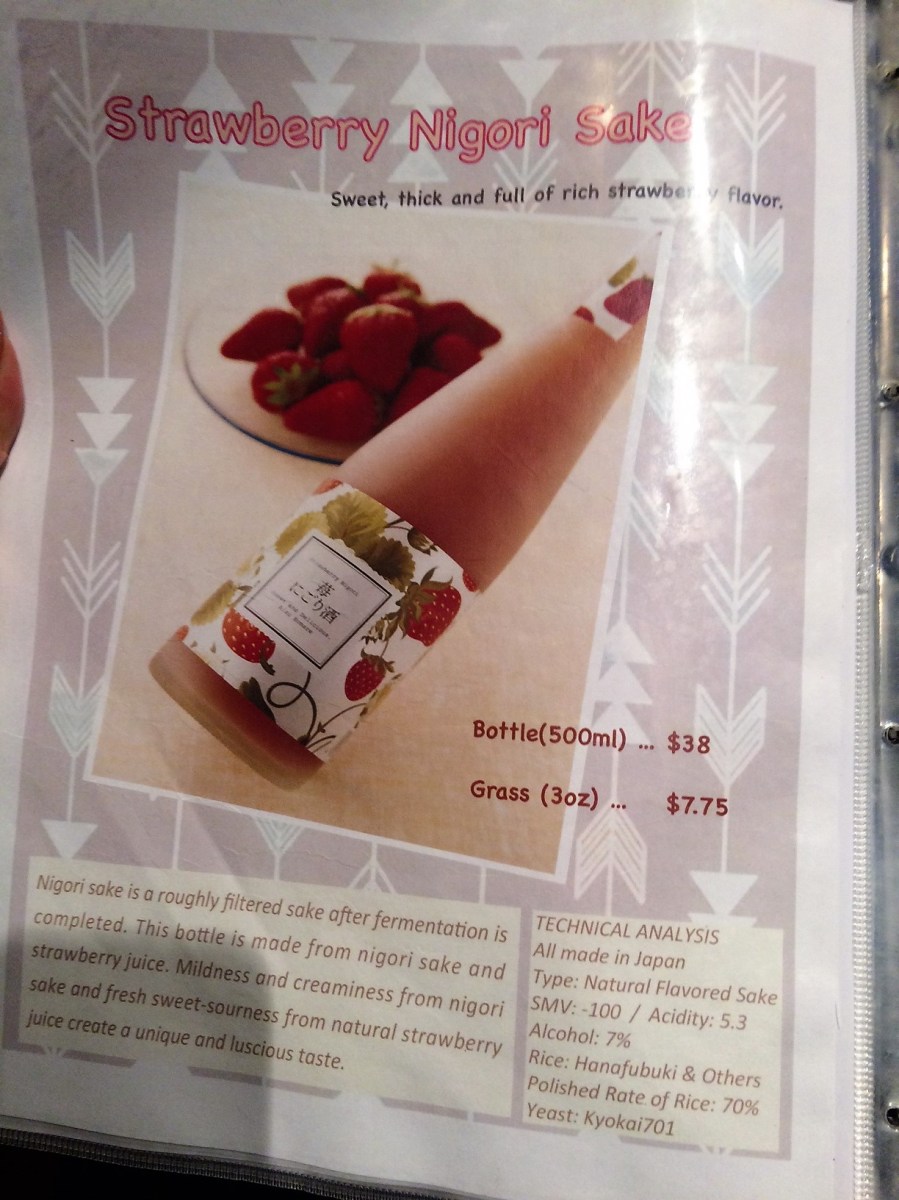 Strawberry Nigori Sake
Sweet, thick and full of rich strawberry flavor.
苺
にごり酒
Bottle(500ml) ... $38
Grass (3oz) ... $7.75
Nigori sake is a roughly filtered sake after fermentation is
completed. This bottle is made from nigori sake and
strawberry juice. Mildness and creaminess from nigori
sake and fresh sweet-sourness from natural strawberry
juice create a unique and luscious taste.
TECHNICAL ANALYSIS
All made in Japan
Type: Natural Flavored Sake
SMV: -100 / Acidity: 5.3
Alcohol: 7%
Rice: Hanafubuki & Others
Polished Rate of Rice: 70%
Yeast: Kyokai701